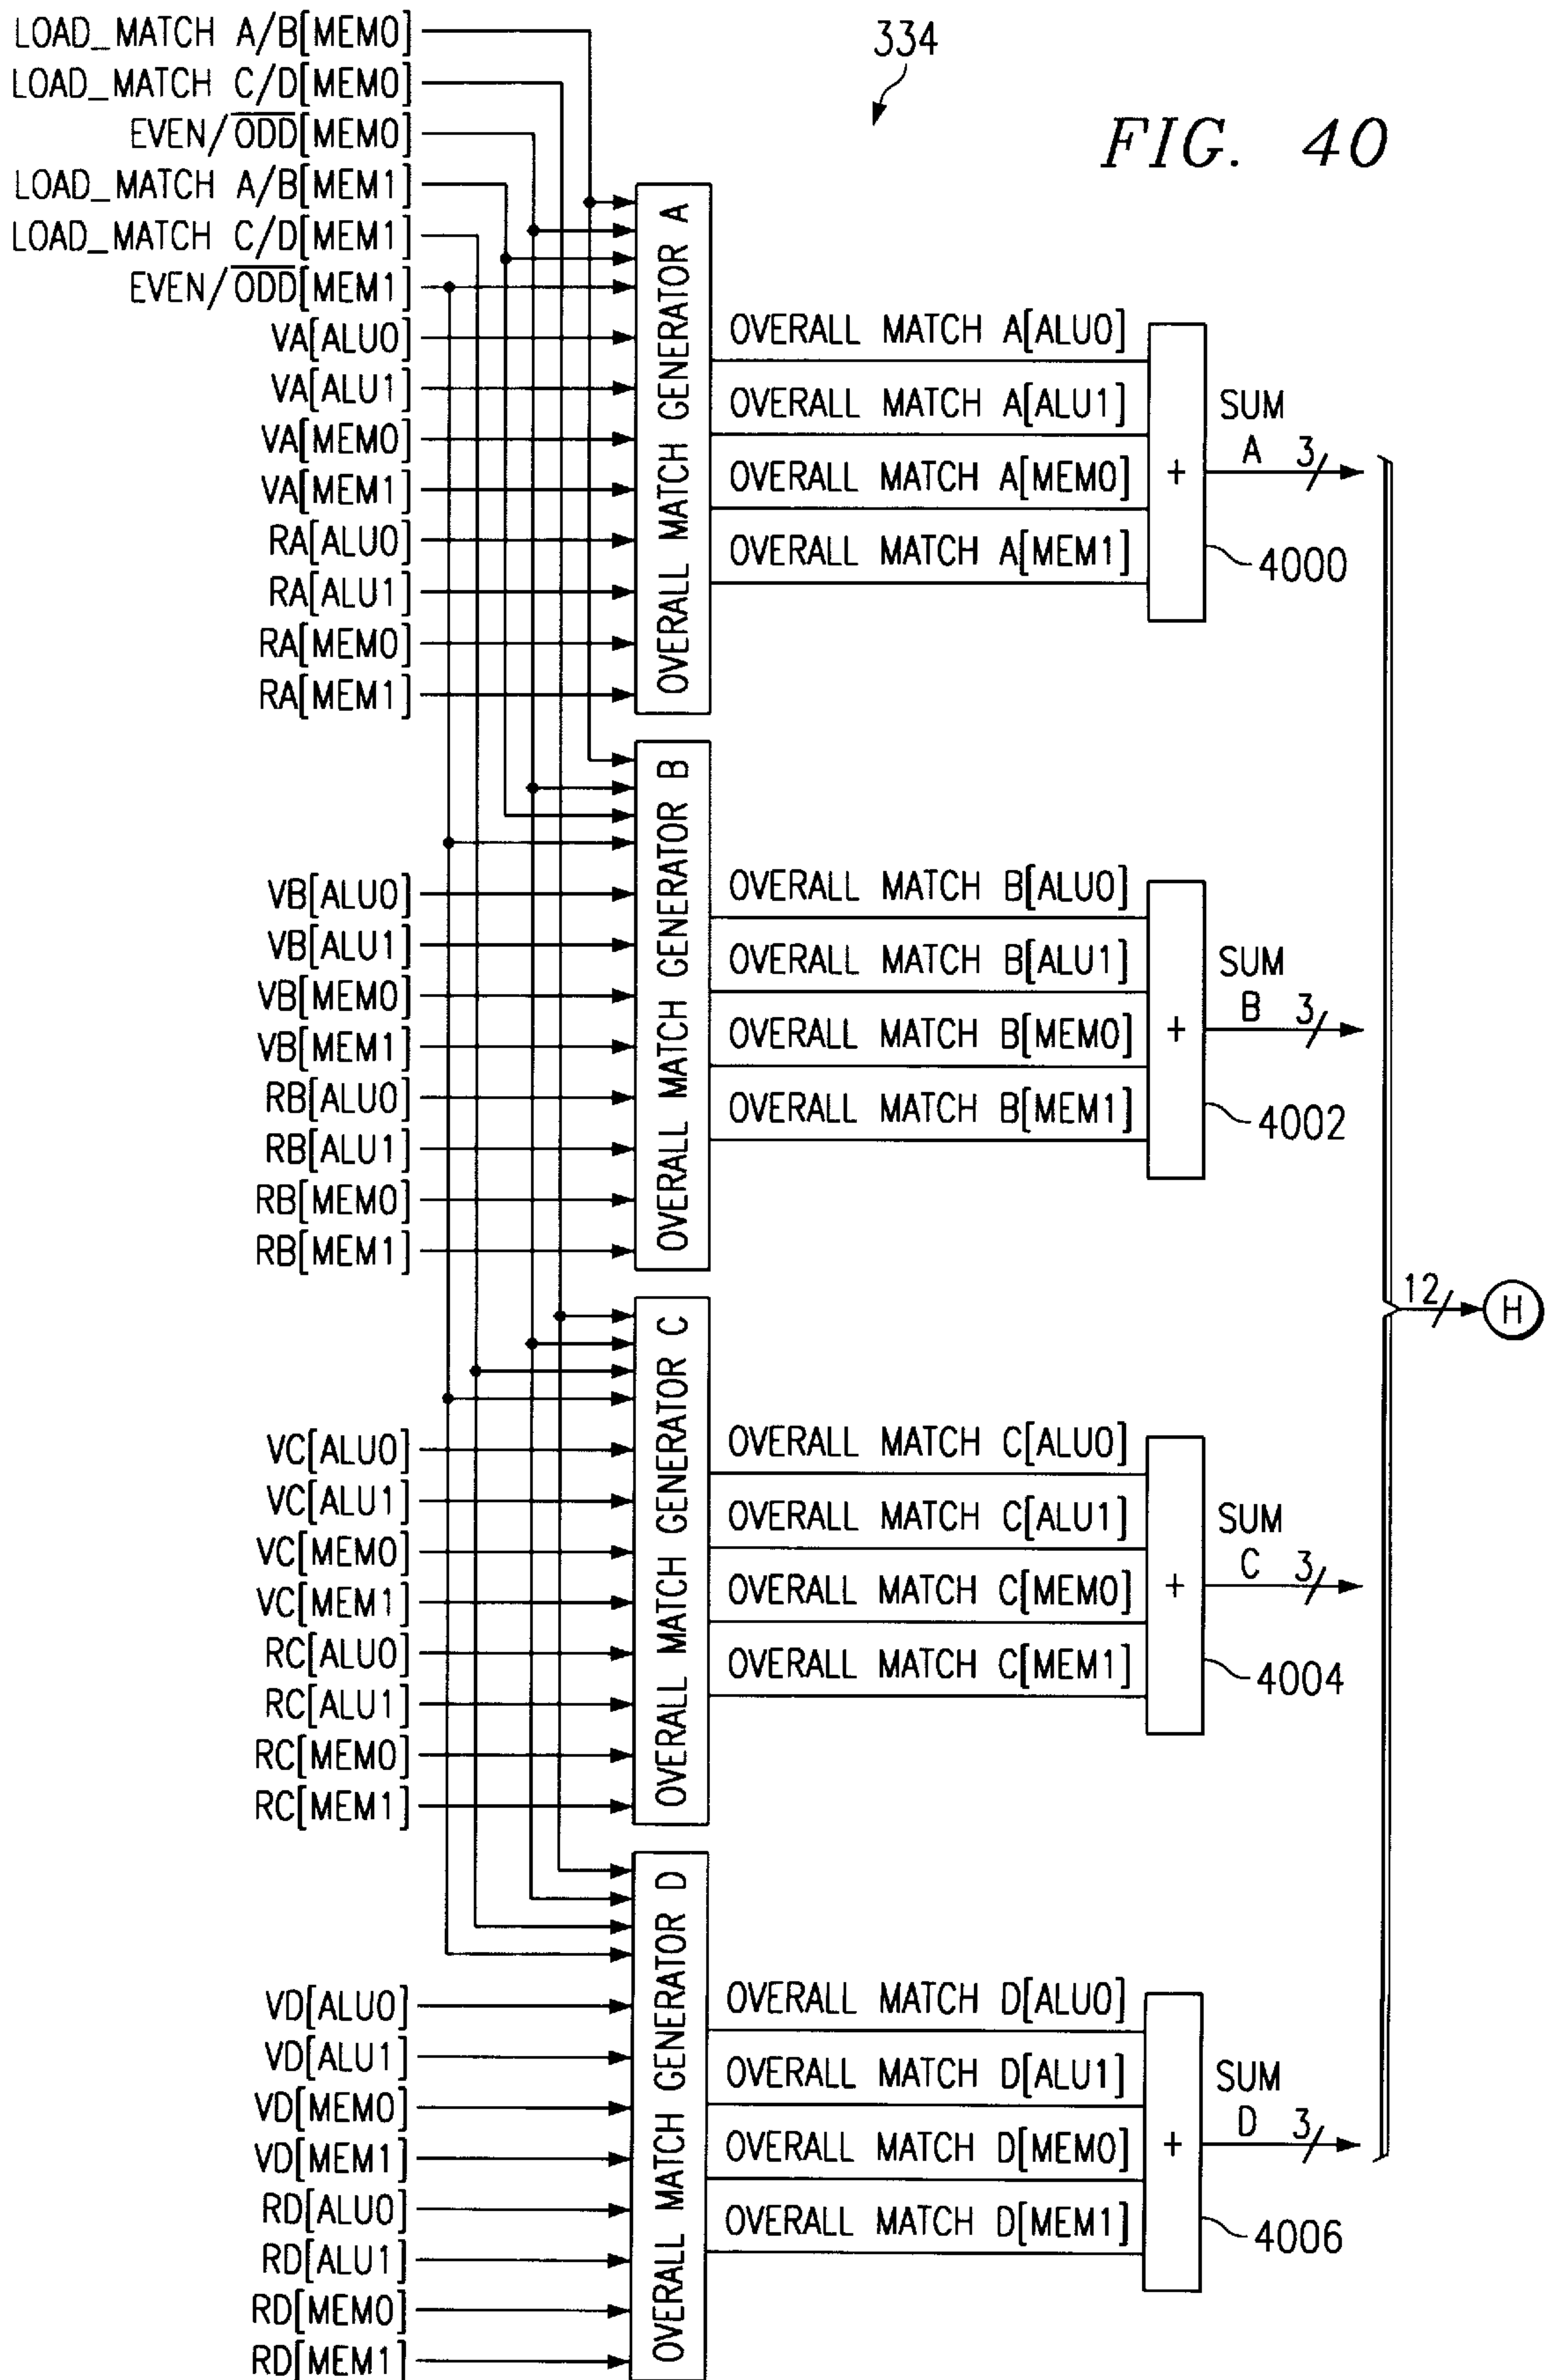 334
FIG. 40
LOAD_MATCH A/B[MEM0]
LOAD_MATCH C/D[MEM0]
EVEN/O̅D̅D̅[MEM0]
LOAD_MATCH A/B[MEM1]
LOAD_MATCH C/D[MEM1]
EVEN/O̅D̅D̅[MEM1]
VA[ALU0]
VA[ALU1]
VA[MEM0]
VA[MEM1]
RA[ALU0]
RA[ALU1]
RA[MEM0]
RA[MEM1]
OVERALL MATCH GENERATOR A
OVERALL MATCH A[ALU0]
OVERALL MATCH A[ALU1]
OVERALL MATCH A[MEM0]
OVERALL MATCH A[MEM1]
+
SUM
A 3
4000
VB[ALU0]
VB[ALU1]
VB[MEM0]
VB[MEM1]
RB[ALU0]
RB[ALU1]
RB[MEM0]
RB[MEM1]
OVERALL MATCH GENERATOR B
OVERALL MATCH B[ALU0]
OVERALL MATCH B[ALU1]
OVERALL MATCH B[MEM0]
OVERALL MATCH B[MEM1]
+
SUM
B 3
4002
12
H
VC[ALU0]
VC[ALU1]
VC[MEM0]
VC[MEM1]
RC[ALU0]
RC[ALU1]
RC[MEM0]
RC[MEM1]
OVERALL MATCH GENERATOR C
OVERALL MATCH C[ALU0]
OVERALL MATCH C[ALU1]
OVERALL MATCH C[MEM0]
OVERALL MATCH C[MEM1]
+
SUM
C 3
4004
VD[ALU0]
VD[ALU1]
VD[MEM0]
VD[MEM1]
RD[ALU0]
RD[ALU1]
RD[MEM0]
RD[MEM1]
OVERALL MATCH GENERATOR D
OVERALL MATCH D[ALU0]
OVERALL MATCH D[ALU1]
OVERALL MATCH D[MEM0]
OVERALL MATCH D[MEM1]
+
SUM
D 3
4006